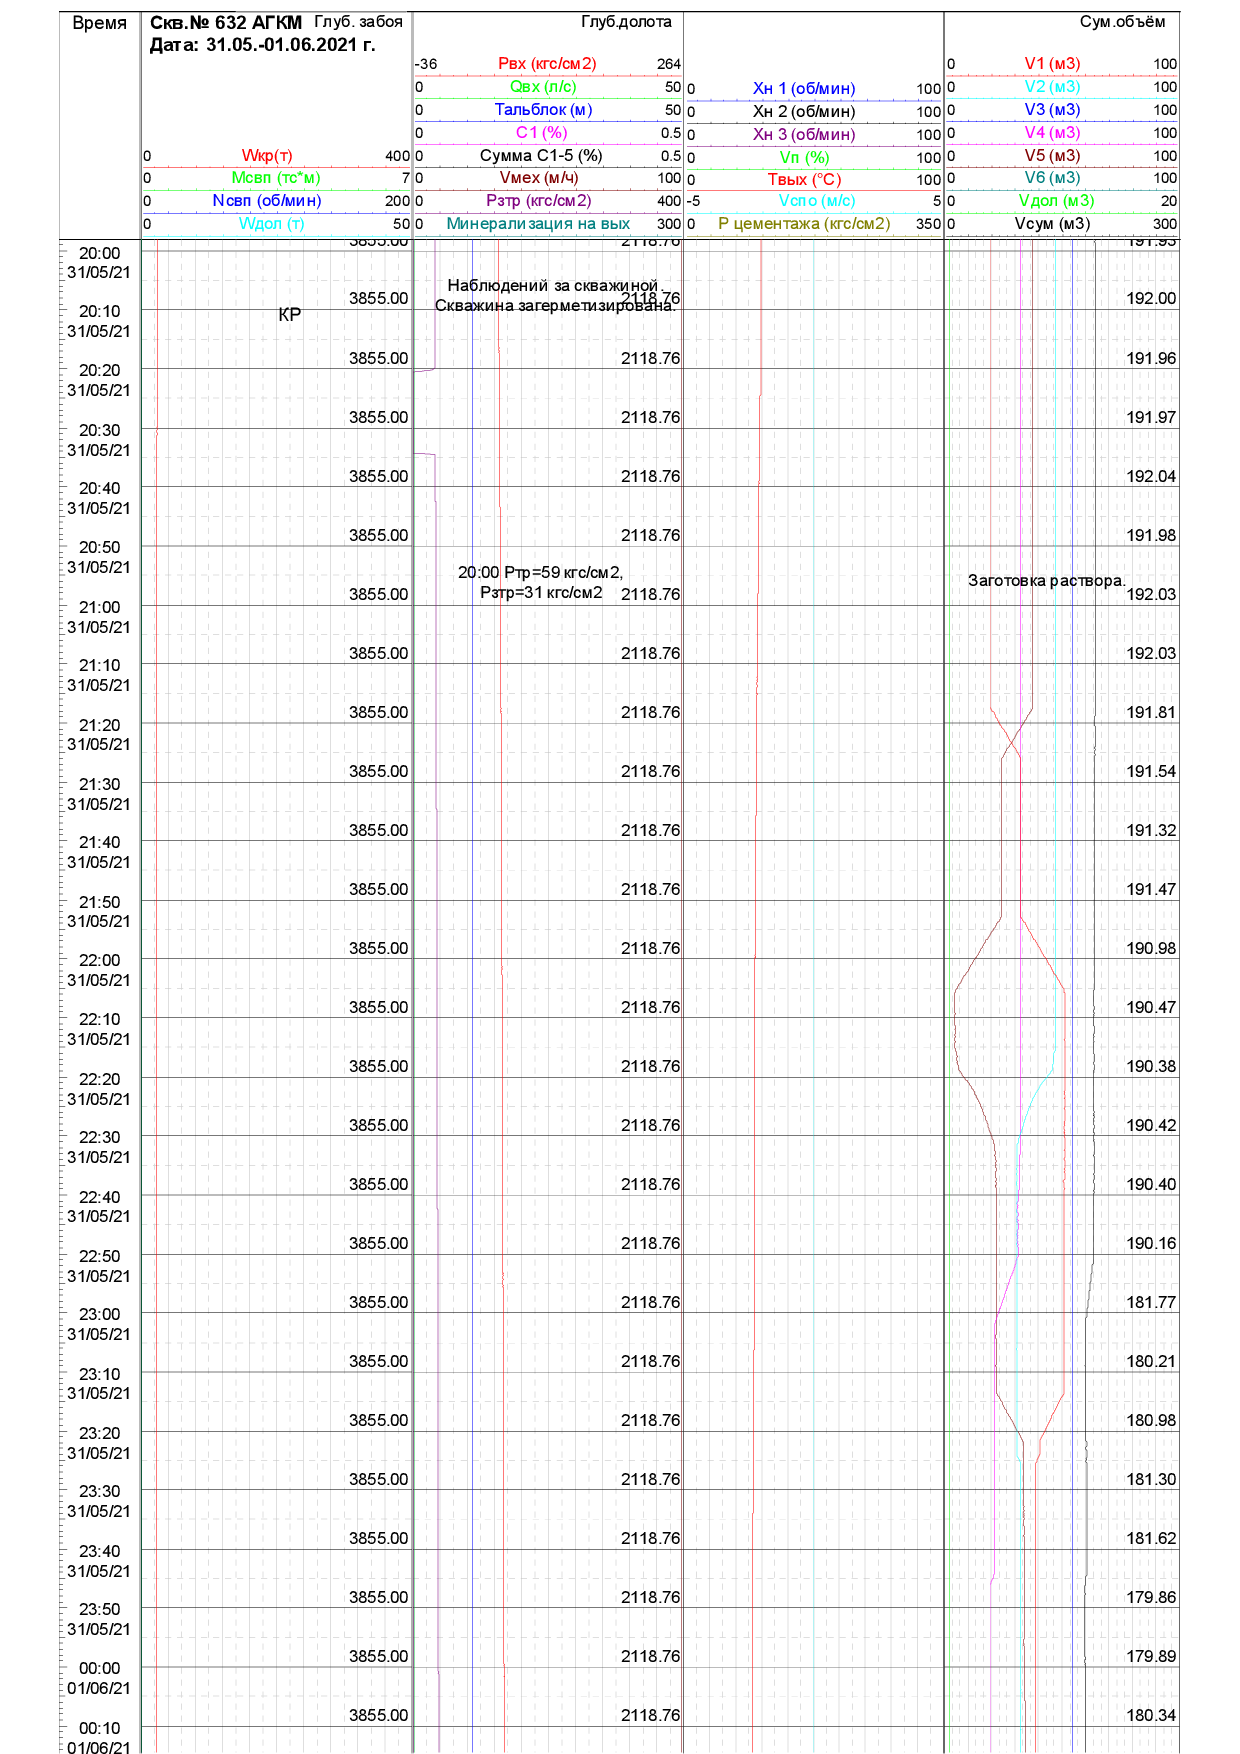 Время
Скв.№ 632 АГКМ Глуб. забоя
Дата: 31.05.-01.06.2021 г.
Глуб.долота
Сум.объём
-36 Рвх (кгс/см2) 264
0 Qвх (л/с) 50
0 Тальблок (м) 50
0 С1 (%) 0.5
0 Сумма С1-5 (%) 0.5
0 Vмех (м/ч) 100
0 Рзтр (кгс/см2) 400
0 Минерализация на вых 300
0 Wкр(т) 400
0 Мсвп (тс*м) 7
0 Nсвп (об/мин) 200
0 Wдол (т) 50
0 Хн 1 (об/мин) 100
0 Хн 2 (об/мин) 100
0 Хн 3 (об/мин) 100
0 Vп (%) 100
0 Твых (°С) 100
-5 Vспо (м/с) 5
0 Р цементажа (кгс/см2) 350
0 V1 (м3) 100
0 V2 (м3) 100
0 V3 (м3) 100
0 V4 (м3) 100
0 V5 (м3) 100
0 V6 (м3) 100
0 Vдол (м3) 20
0 Vсум (м3) 300
3855.00 2118.76 191.93
20:00
31/05/21
Наблюдений за скважиной.
Скважина загерметизирована.
КР
3855.00 2118.76 192.00
20:10
31/05/21
3855.00 2118.76 191.96
20:20
31/05/21
3855.00 2118.76 191.97
20:30
31/05/21
3855.00 2118.76 192.04
20:40
31/05/21
3855.00 2118.76 191.98
20:50
31/05/21
20:00 Ртр=59 кгс/см2,
Рзтр=31 кгс/см2
Заготовка раствора.
3855.00 2118.76 192.03
21:00
31/05/21
3855.00 2118.76 192.03
21:10
31/05/21
3855.00 2118.76 191.81
21:20
31/05/21
3855.00 2118.76 191.54
21:30
31/05/21
3855.00 2118.76 191.32
21:40
31/05/21
3855.00 2118.76 191.47
21:50
31/05/21
3855.00 2118.76 190.98
22:00
31/05/21
3855.00 2118.76 190.47
22:10
31/05/21
3855.00 2118.76 190.38
22:20
31/05/21
3855.00 2118.76 190.42
22:30
31/05/21
3855.00 2118.76 190.40
22:40
31/05/21
3855.00 2118.76 190.16
22:50
31/05/21
3855.00 2118.76 181.77
23:00
31/05/21
3855.00 2118.76 180.21
23:10
31/05/21
3855.00 2118.76 180.98
23:20
31/05/21
3855.00 2118.76 181.30
23:30
31/05/21
3855.00 2118.76 181.62
23:40
31/05/21
3855.00 2118.76 179.86
23:50
31/05/21
3855.00 2118.76 179.89
00:00
01/06/21
3855.00 2118.76 180.34
00:10
01/06/21